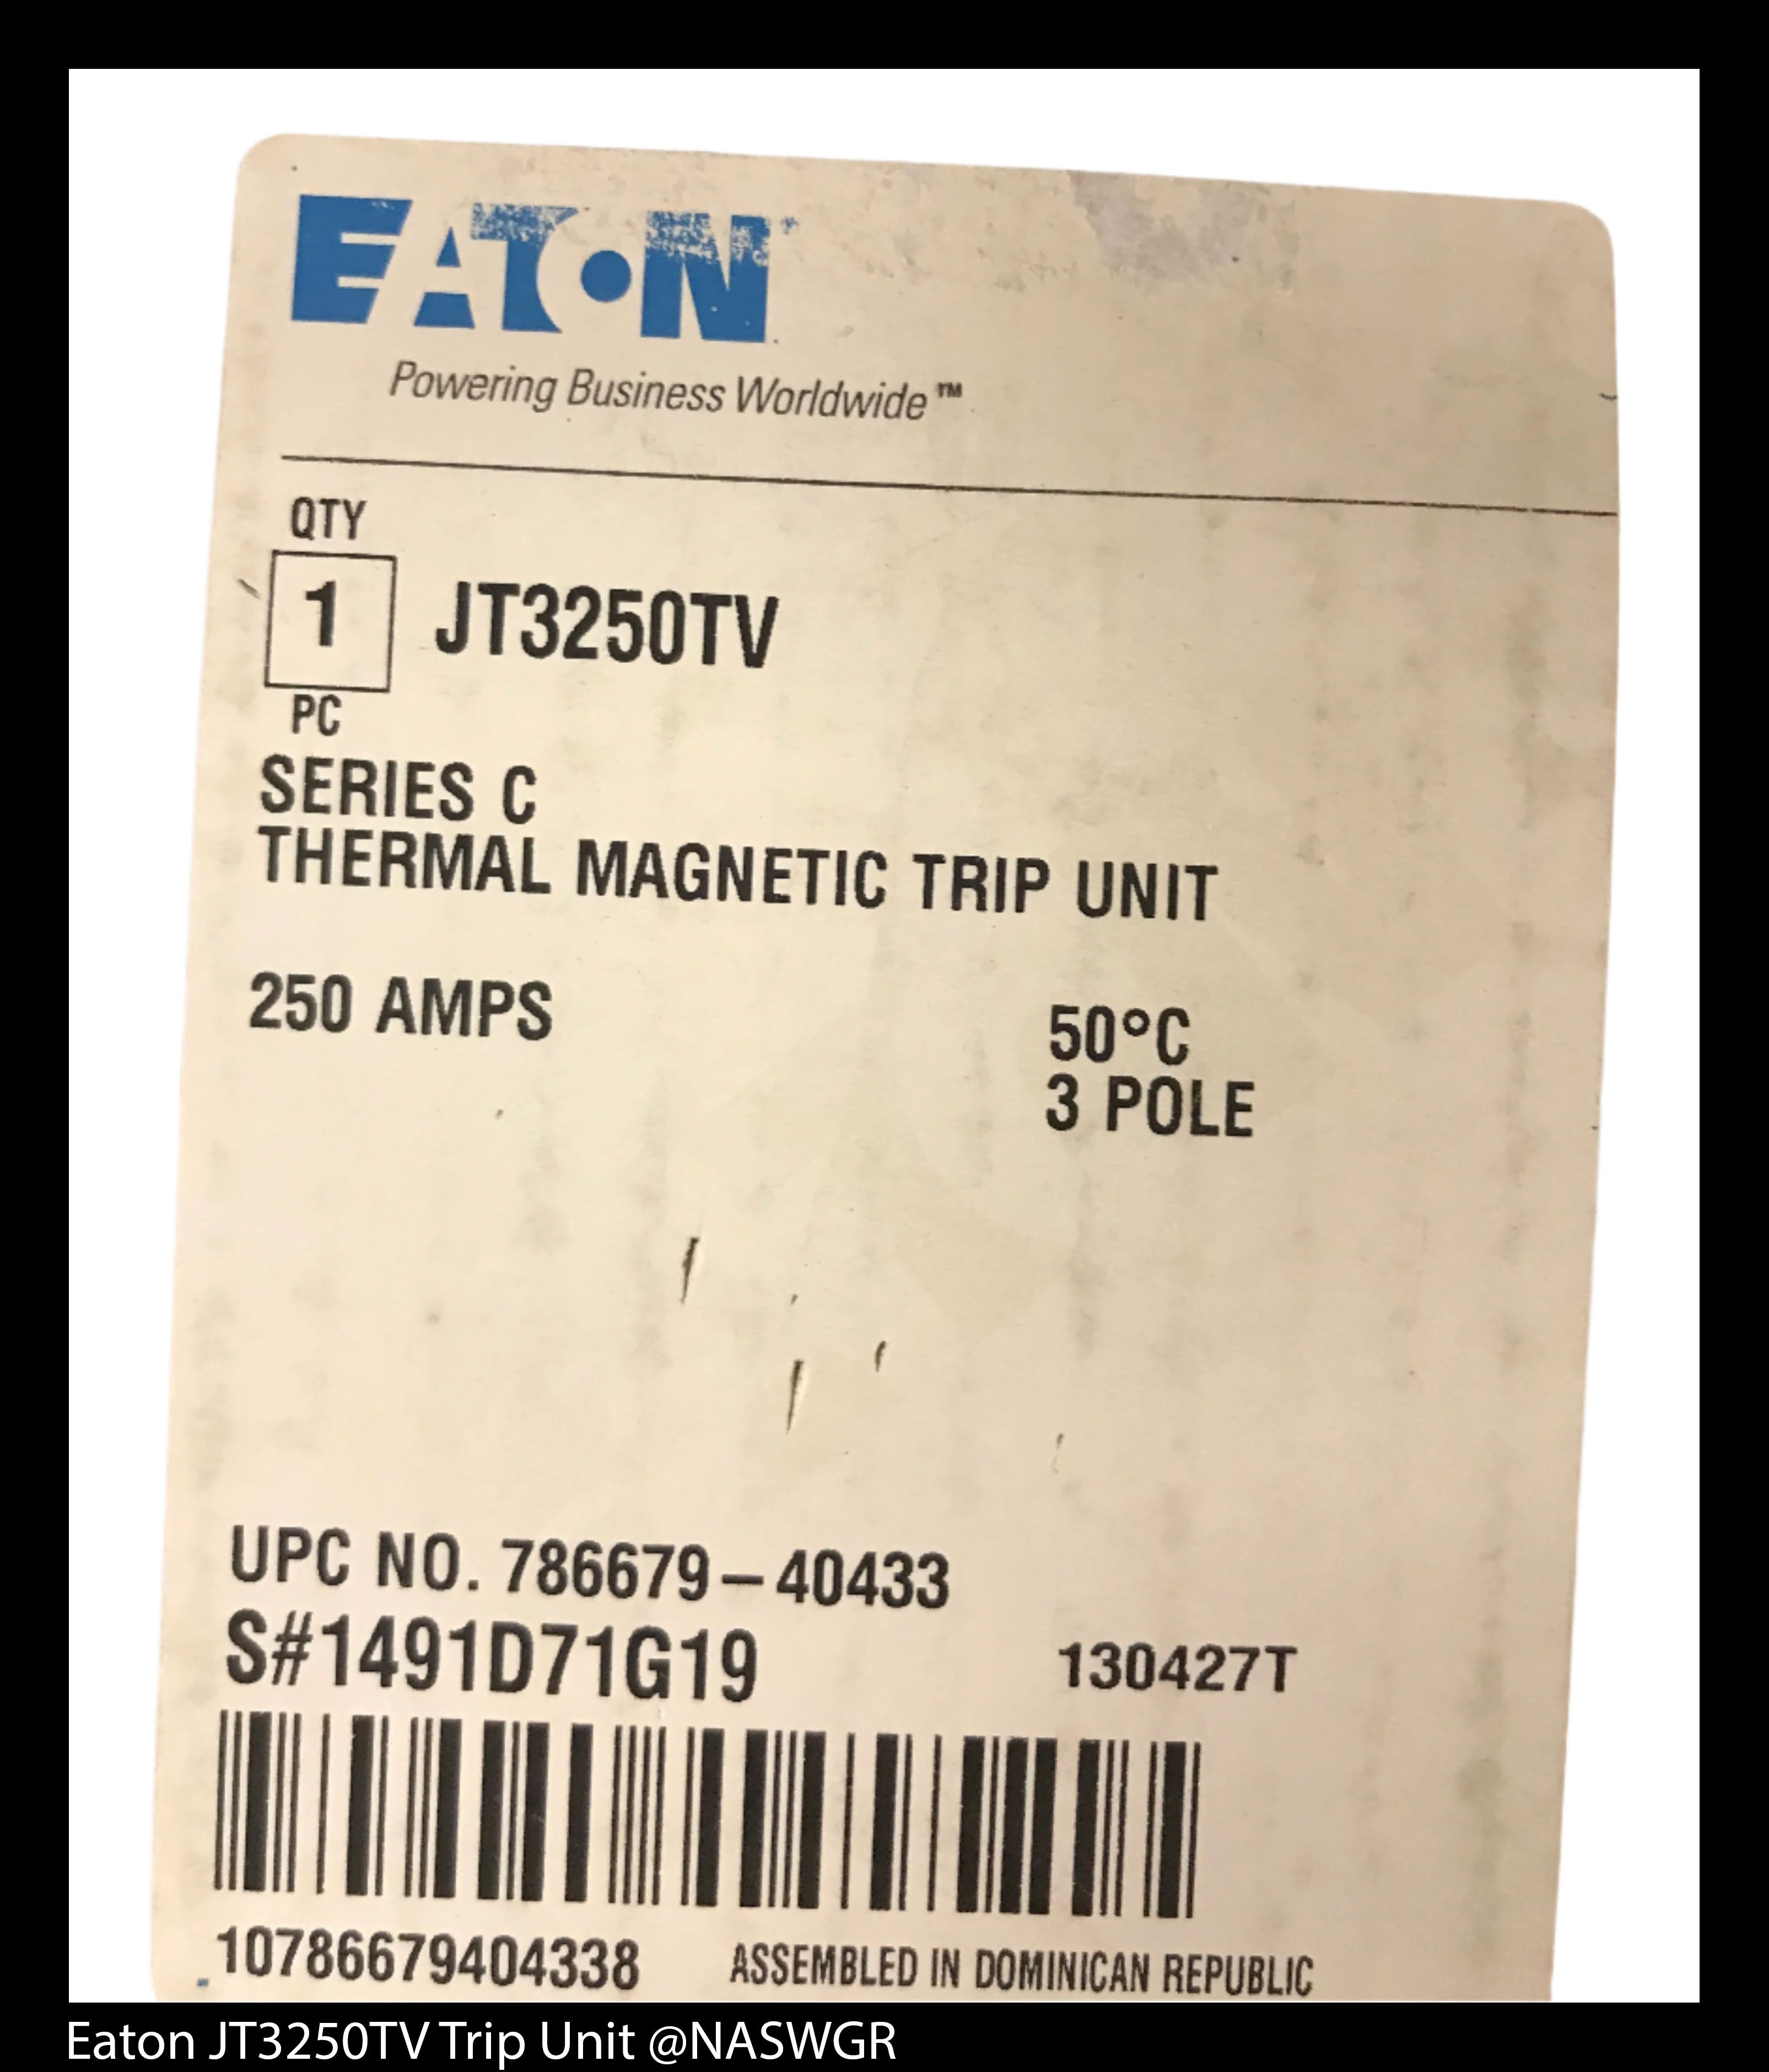 EATON
Powering Business Worldwide™
QTY
1 JT3250TV
PC
SERIES C
THERMAL MAGNETIC TRIP UNIT
250 AMPS 50°C
3 POLE
UPC NO. 786679-40433
S#1491D71G19 130427T
10786679404338 ASSEMBLED IN DOMINICAN REPUBLIC
Eaton JT3250TV Trip Unit @NASWGR